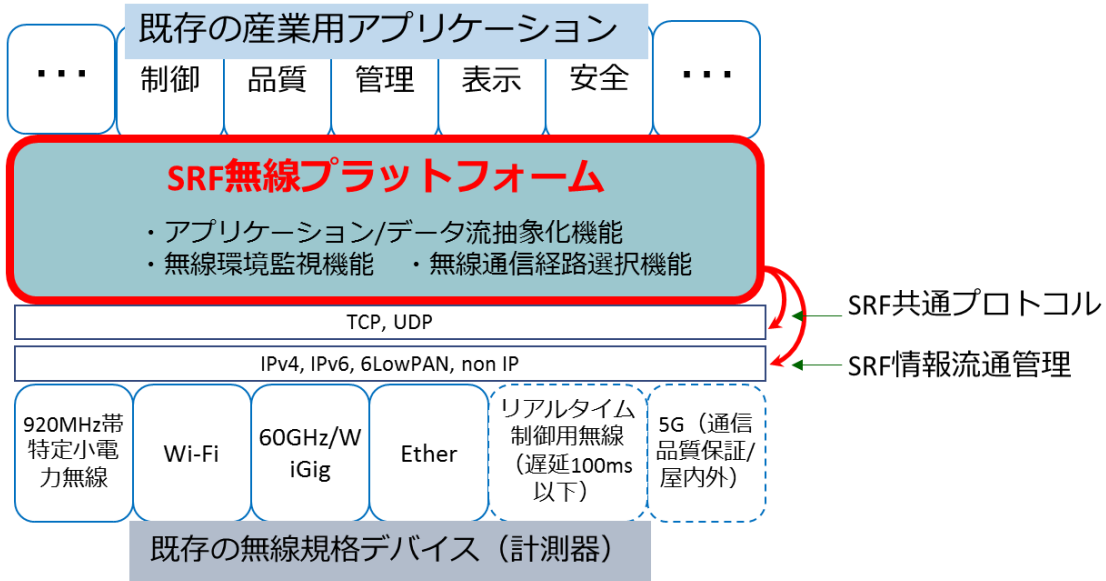 既存の産業用アプリケーション
･･･
制御
品質
管理
表示
安全
･･･
SRF無線プラットフォーム
・アプリケーション/データ流抽象化機能
・無線環境監視機能　・無線通信経路選択機能
TCP, UDP
SRF共通プロトコル
IPv4, IPv6, 6LowPAN, non IP
SRF情報流通管理
920MHz帯
特定小電
力無線
Wi-Fi
60GHz/W
iGig
Ether
リアルタイム
制御用無線
（遅延100ms
以下）
5G（通信
品質保証/
屋内外）
既存の無線規格デバイス（計測器）